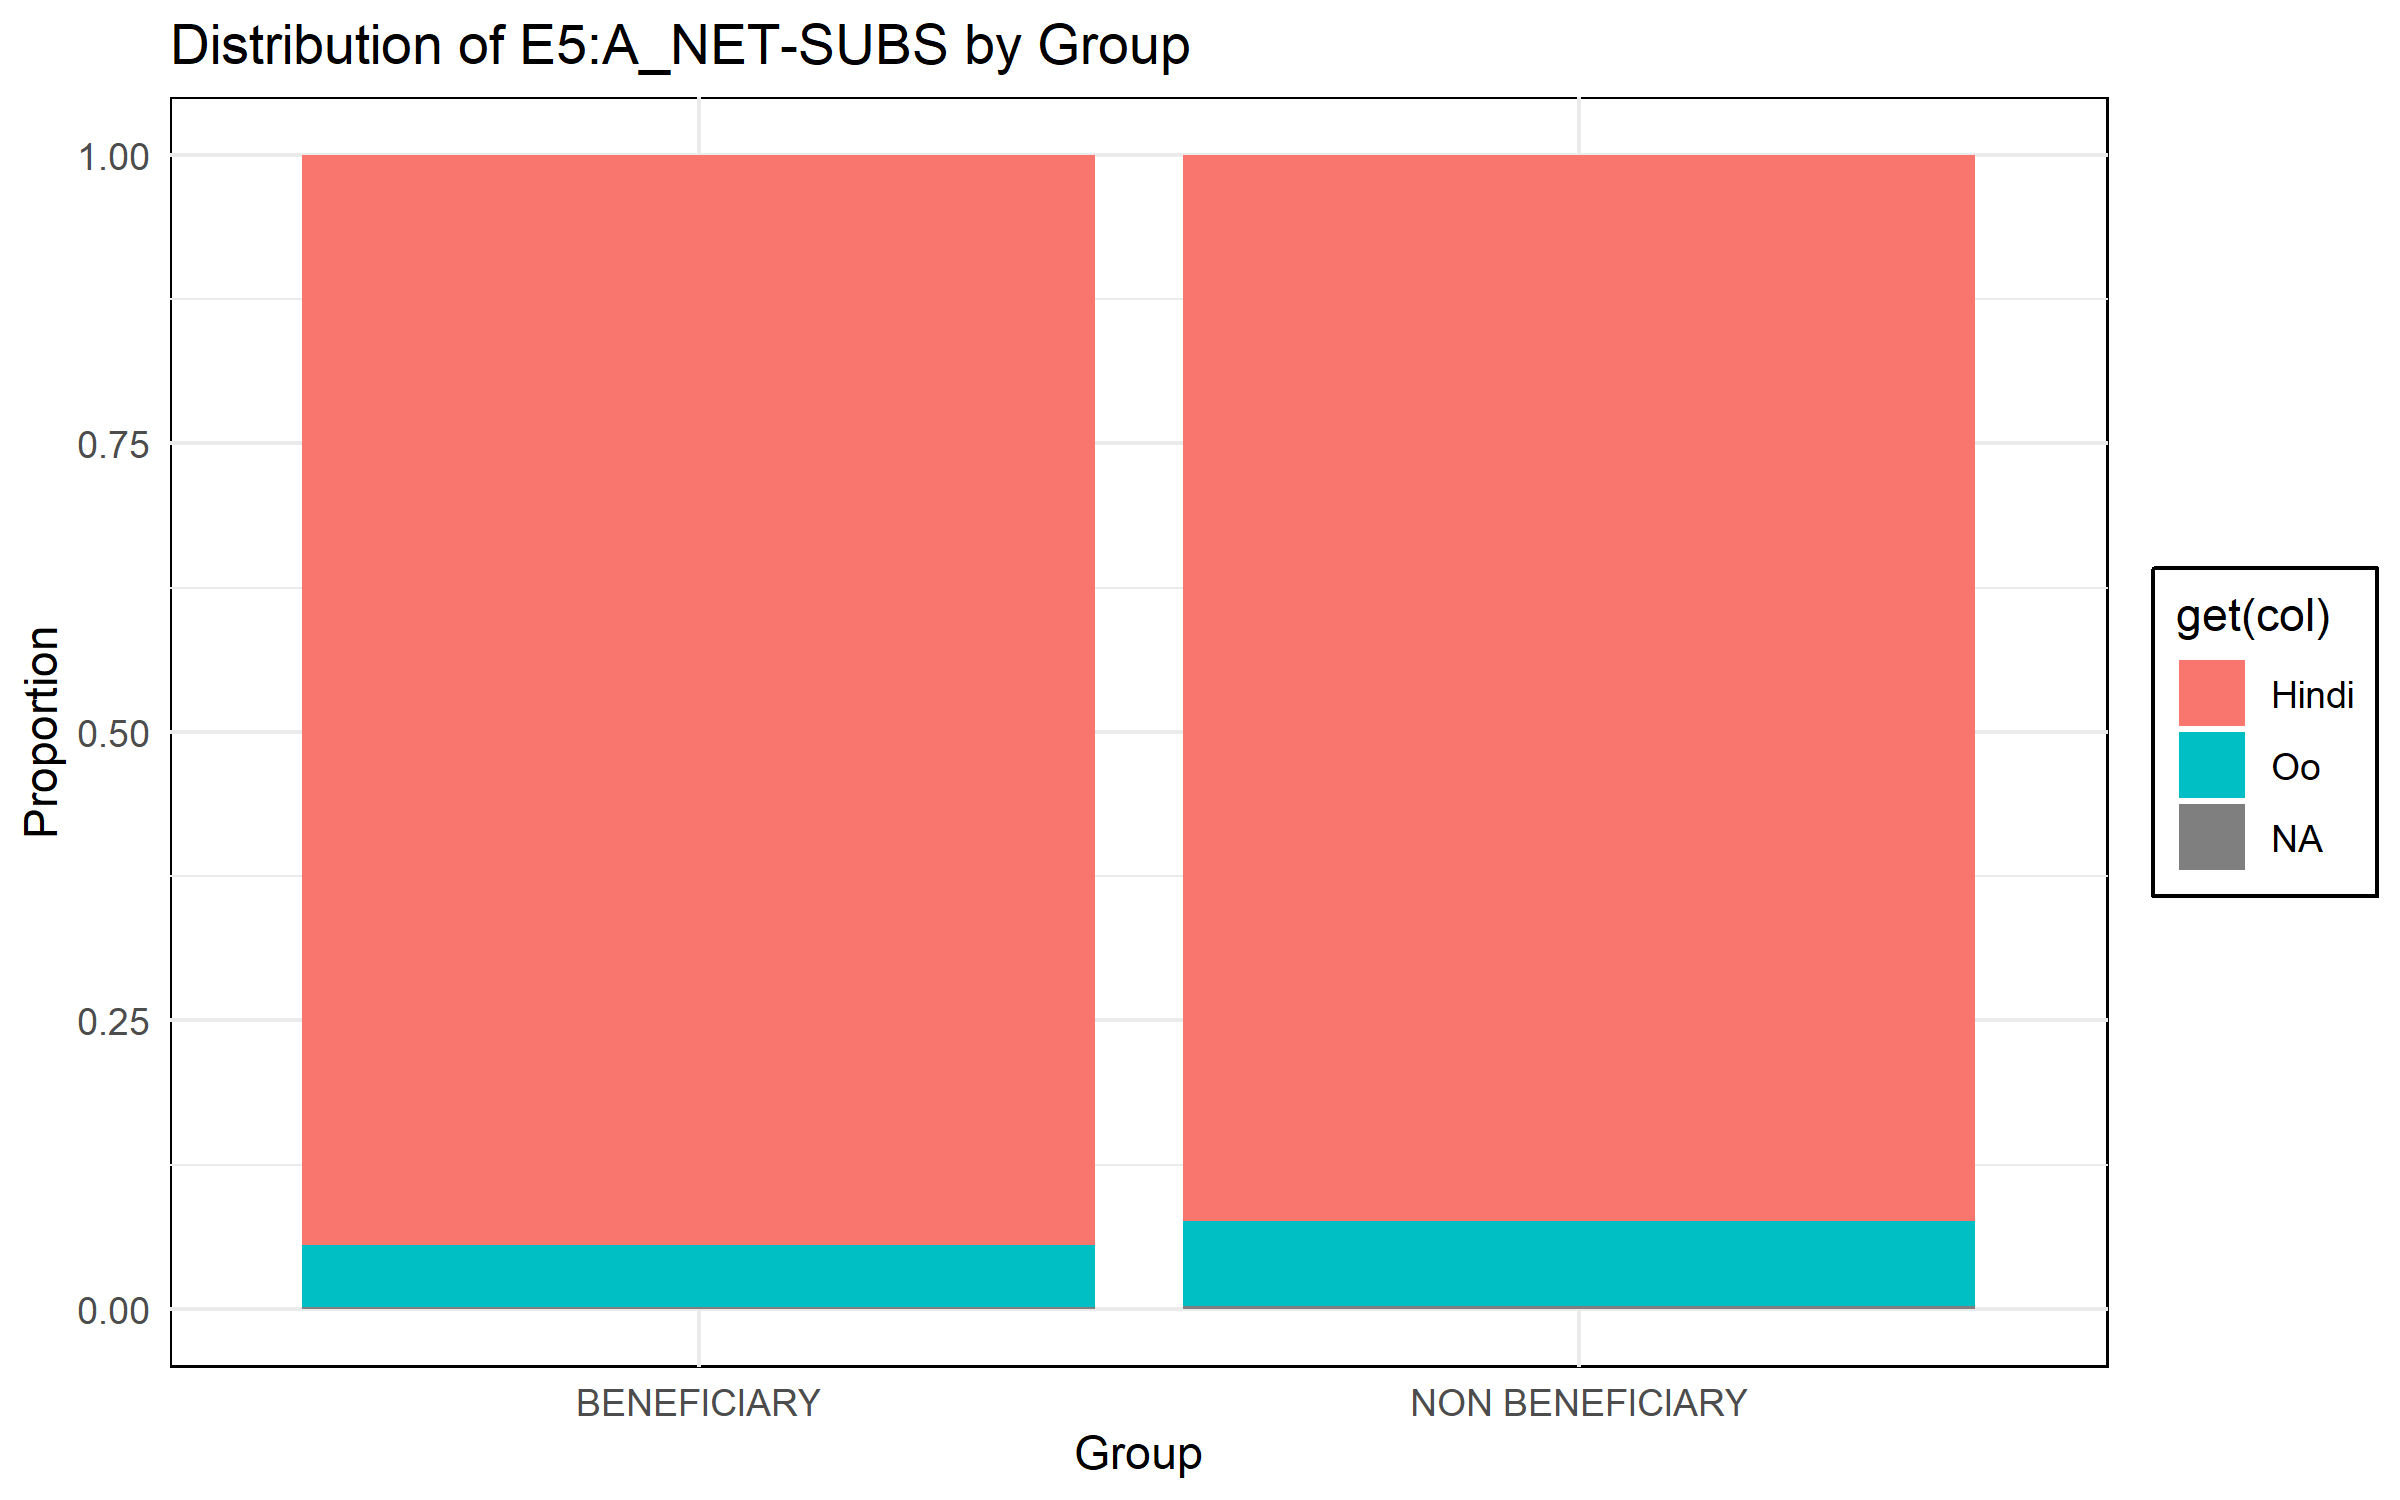 Distribution of E5:A_NET-SUBS by Group
Proportion
1.00
0.75
0.50
0.25
0.00
BENEFICIARY
NON BENEFICIARY
Group
get(col)
Hindi
Oo
NA